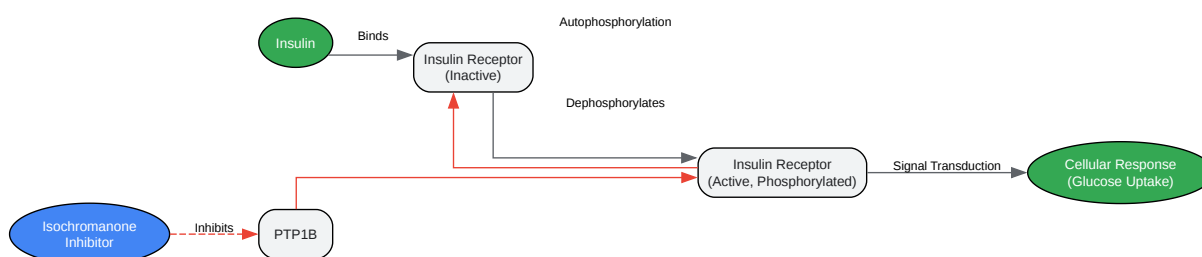 Autophosphorylation
Insulin
Binds
Insulin Receptor
(Inactive)
Dephosphorylates
Insulin Receptor
(Active, Phosphorylated)
Signal Transduction
Cellular Response
(Glucose Uptake)
Isochromanone
Inhibitor
Inhibits
PTP1B